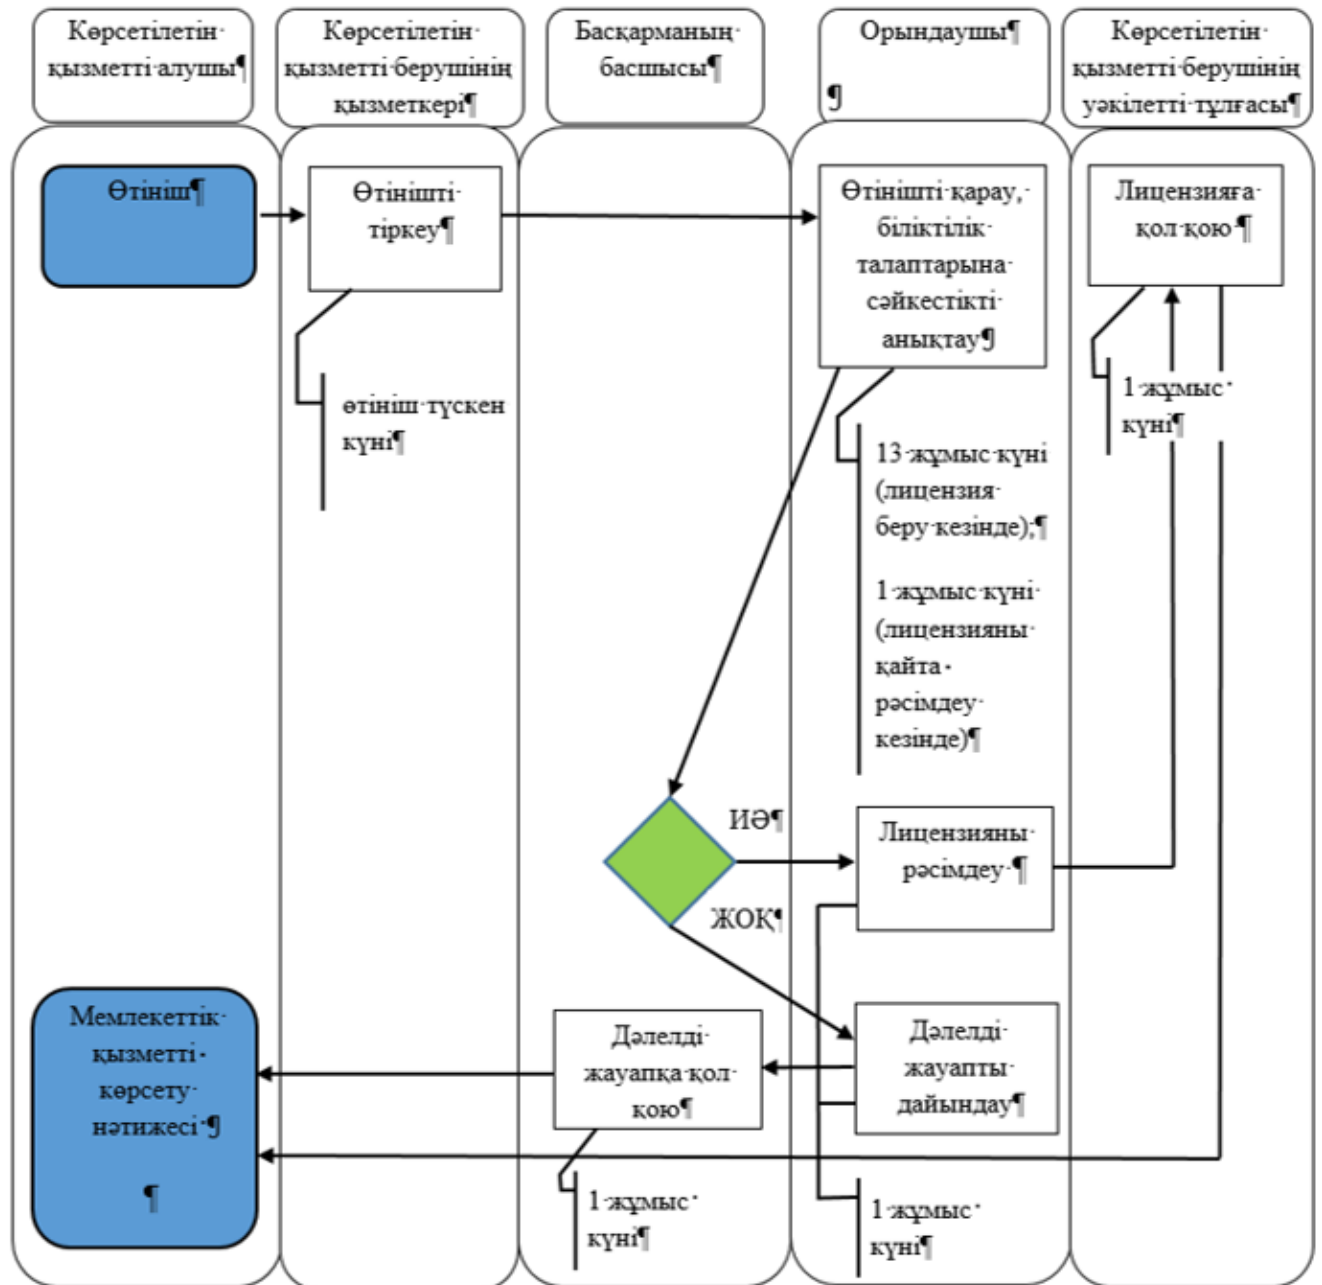 Көрсетілетін
қызметті алушы
Көрсетілетін
қызметті берушінің
қызметкері
Басқарманың
басшысы
Орындаушы
Көрсетілетін
қызметті берушінің
уәкілетті тұлғасы
Өтініш
Өтінішті
тіркеу
Өтінішті қарау,
біліктілік
талаптарына
сәйкестікті
анықтау
Лицензияға
қол қою
өтініш түскен
күні
1 жұмыс
күні
13 жұмыс күні
(лицензия
беру кезінде);
1 жұмыс күні
(лицензияны
қайта
рәсімдеу
кезінде)
ИӘ
Лицензияны
рәсімдеу
ЖОҚ
Мемлекеттік
қызметті
көрсету
нәтижесі
Дәлелді
жауапқа қол
қою
Дәлелді
жауапты
дайындау
1 жұмыс
күні
1 жұмыс
күні